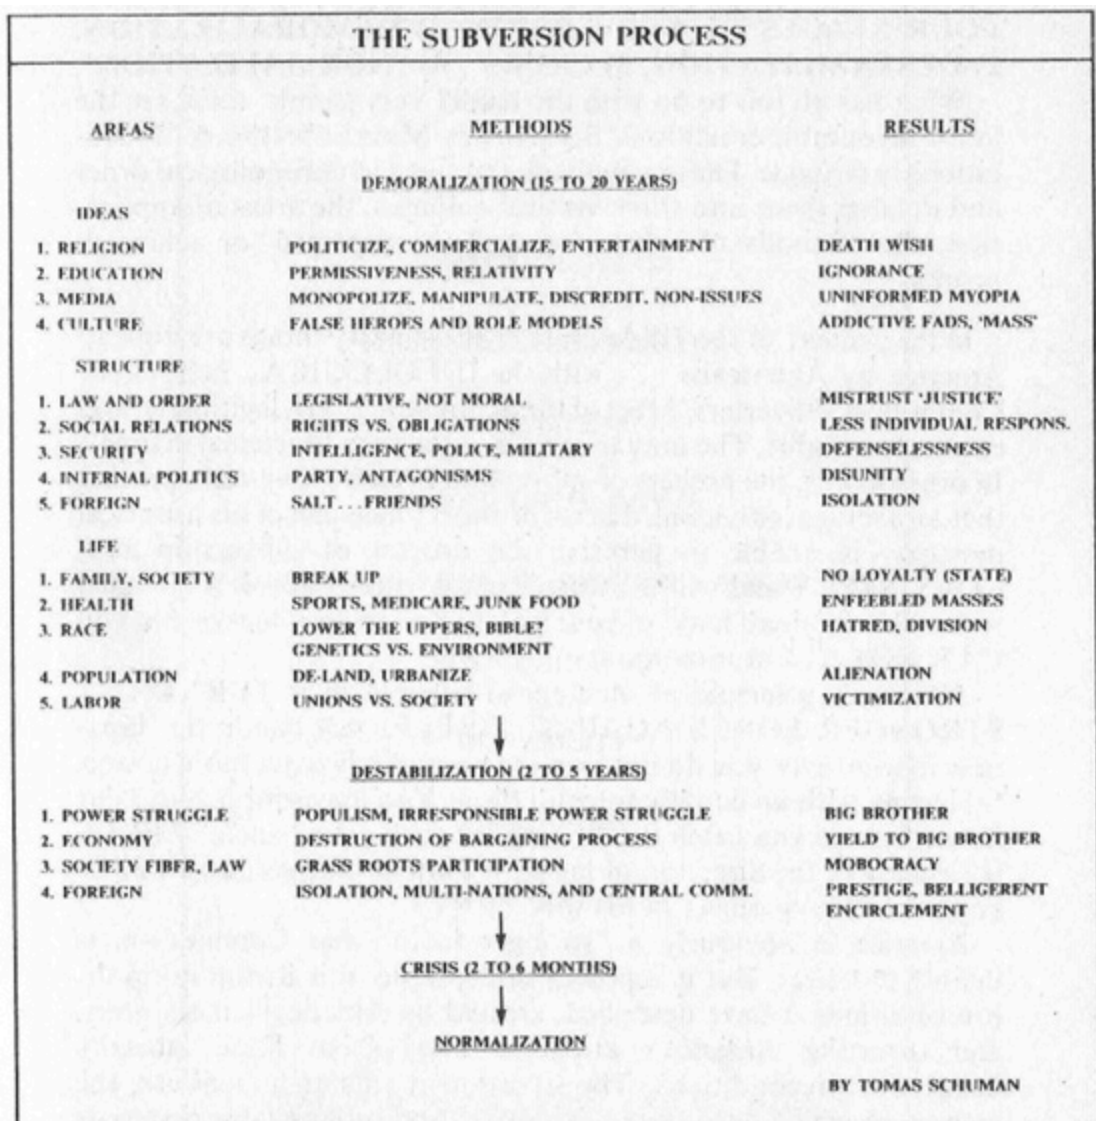 THE SUBVERSION PROCESS
AREAS METHODS RESULTS
DEMORALIZATION (15 TO 20 YEARS)
IDEAS
1. RELIGION POLITICIZE, COMMERCIALIZE, ENTERTAINMENT DEATH WISH
2. EDUCATION PERMISSIVENESS, RELATIVITY IGNORANCE
3. MEDIA MONOPOLIZE, MANIPULATE, DISCREDIT, NON-ISSUES UNINFORMED MYOPIA
4. CULTURE FALSE HEROES AND ROLE MODELS ADDICTIVE FADS, 'MASS'
STRUCTURE
1. LAW AND ORDER LEGISLATIVE, NOT MORAL MISTRUST 'JUSTICE'
2. SOCIAL RELATIONS RIGHTS VS. OBLIGATIONS LESS INDIVIDUAL RESPONS.
3. SECURITY INTELLIGENCE, POLICE, MILITARY DEFENSELESSNESS
4. INTERNAL POLITICS PARTY, ANTAGONISMS DISUNITY
5. FOREIGN SALT . . . FRIENDS ISOLATION
LIFE
1. FAMILY, SOCIETY BREAK UP NO LOYALTY (STATE)
2. HEALTH SPORTS, MEDICARE, JUNK FOOD ENFEEBLED MASSES
3. RACE LOWER THE UPPERS, BIBLE? HATRED, DIVISION
GENETICS VS. ENVIRONMENT
4. POPULATION DE-LAND, URBANIZE ALIENATION
5. LABOR UNIONS VS. SOCIETY VICTIMIZATION
DESTABILIZATION (2 TO 5 YEARS)
1. POWER STRUGGLE POPULISM, IRRESPONSIBLE POWER STRUGGLE BIG BROTHER
2. ECONOMY DESTRUCTION OF BARGAINING PROCESS YIELD TO BIG BROTHER
3. SOCIETY FIBER, LAW GRASS ROOTS PARTICIPATION MOBOCRACY
4. FOREIGN ISOLATION, MULTI-NATIONS, AND CENTRAL COMM. PRESTIGE, BELLIGERENT
ENCIRCLEMENT
CRISIS (2 TO 6 MONTHS)
NORMALIZATION
BY TOMAS SCHUMAN